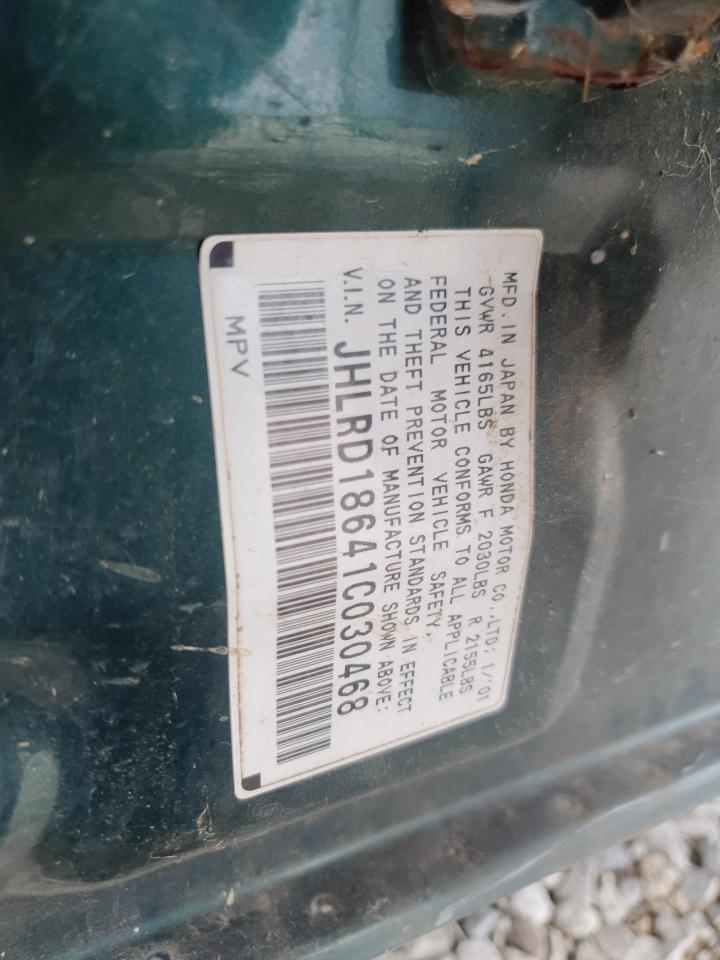 MFD. IN JAPAN BY HONDA MOTOR CO.,LTD; 1/'01
GVWR 4165LBS GAWR F 2030LBS R 2155LBS
THIS VEHICLE CONFORMS TO ALL APPLICABLE
FEDERAL MOTOR VEHICLE SAFETY,
AND THEFT PREVENTION STANDARDS IN EFFECT
ON THE DATE OF MANUFACTURE SHOWN ABOVE:
V.I.N. JHLRD18641C030468
MPV